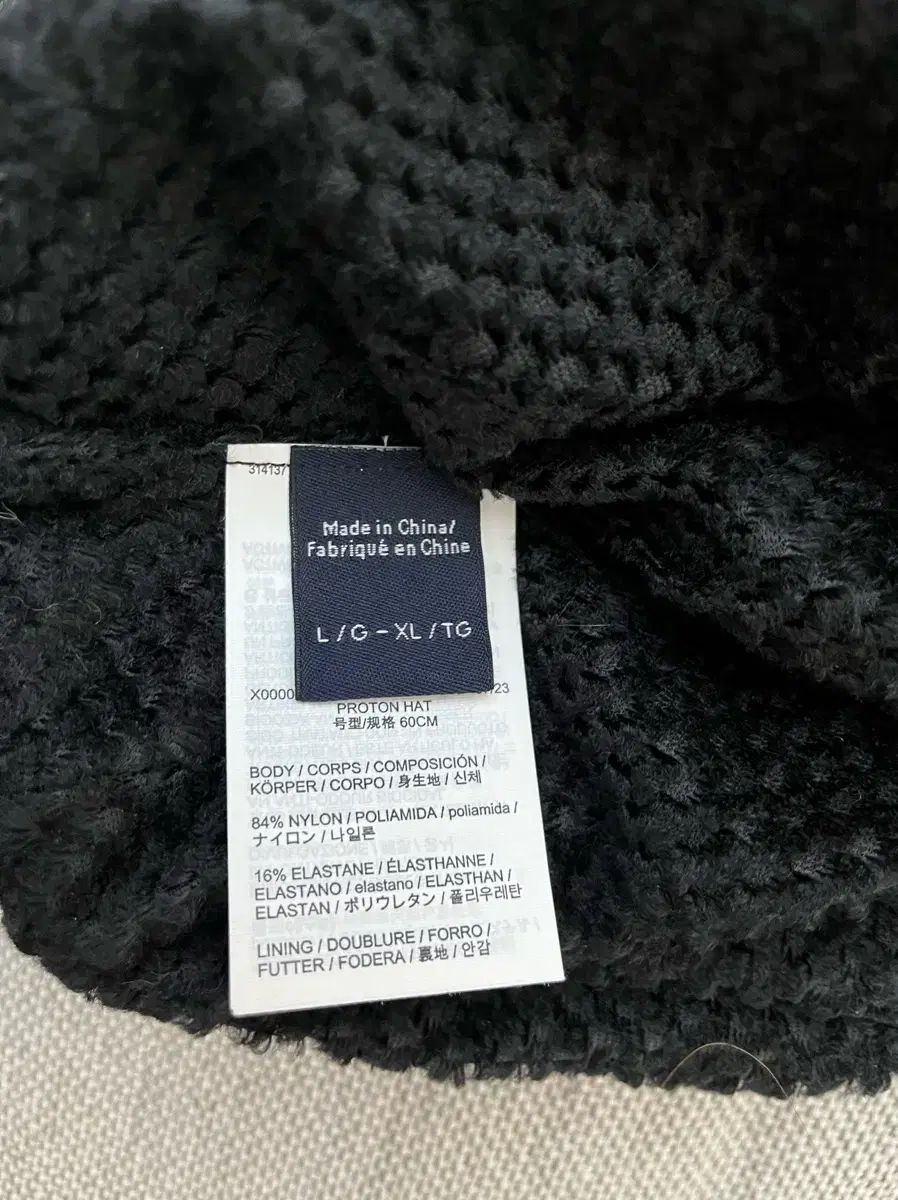 314137
Made in China/
Fabriqué en Chine
L/G-XL/TG
X0000
23
PROTON HAT
号型/规格 60CM
BODY / CORPS / COMPOSICIÓN /
KÖRPER / CORPO / 身生地 / 신체
84% NYLON / POLIAMIDA / poliamida /
ナイロン / 나일론
16% ELASTANE / ÉLASTHANNE /
ELASTANO / elastano / ELASTHAN /
ELASTAN / ポリウレタン / 폴리우레탄
LINING / DOUBLURE / FORRO /
FUTTER / FODERA / 裏地 / 안감